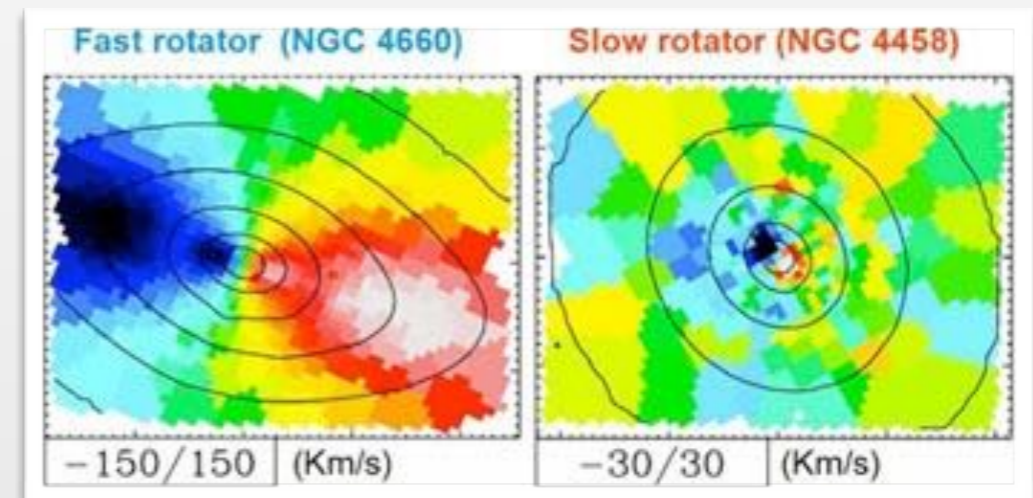 Fast rotator (NGC 4660)
Slow rotator (NGC 4458)
−150/150 (Km/s)
−30/30 (Km/s)